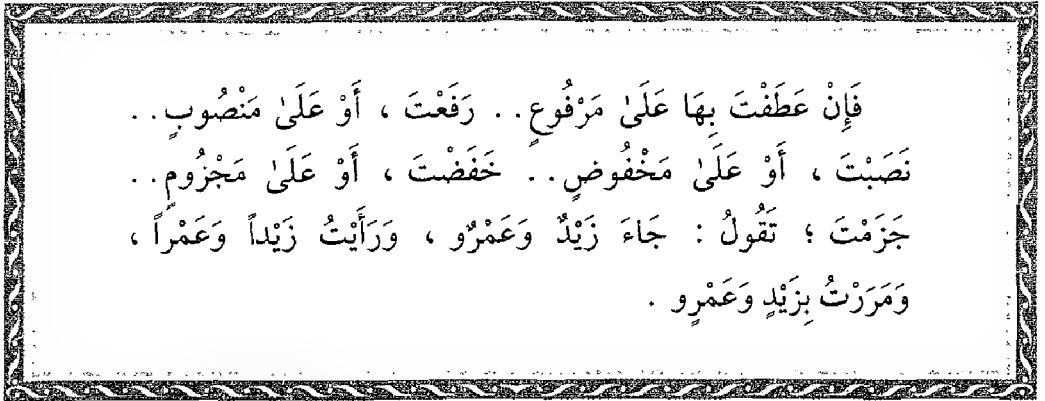 فَإِنْ عَطَفْتَ بِهَا عَلَىٰ مَرْفُوعٍ . . رَفَعْتَ ، أَوْ عَلَىٰ مَنْصُوبٍ . .
نَصَبْتَ ، أَوْ عَلَىٰ مَخْفُوضٍ . . خَفَضْتَ ، أَوْ عَلَىٰ مَجْزُومٍ . .
جَزَمْتَ ؛ تَقُولُ : جَاءَ زَيْدٌ وَعَمْرٌو ، وَرَأَيْتُ زَيْداً وَعَمْراً ،
وَمَرَرْتُ بِزَيْدٍ وَعَمْرٍو .